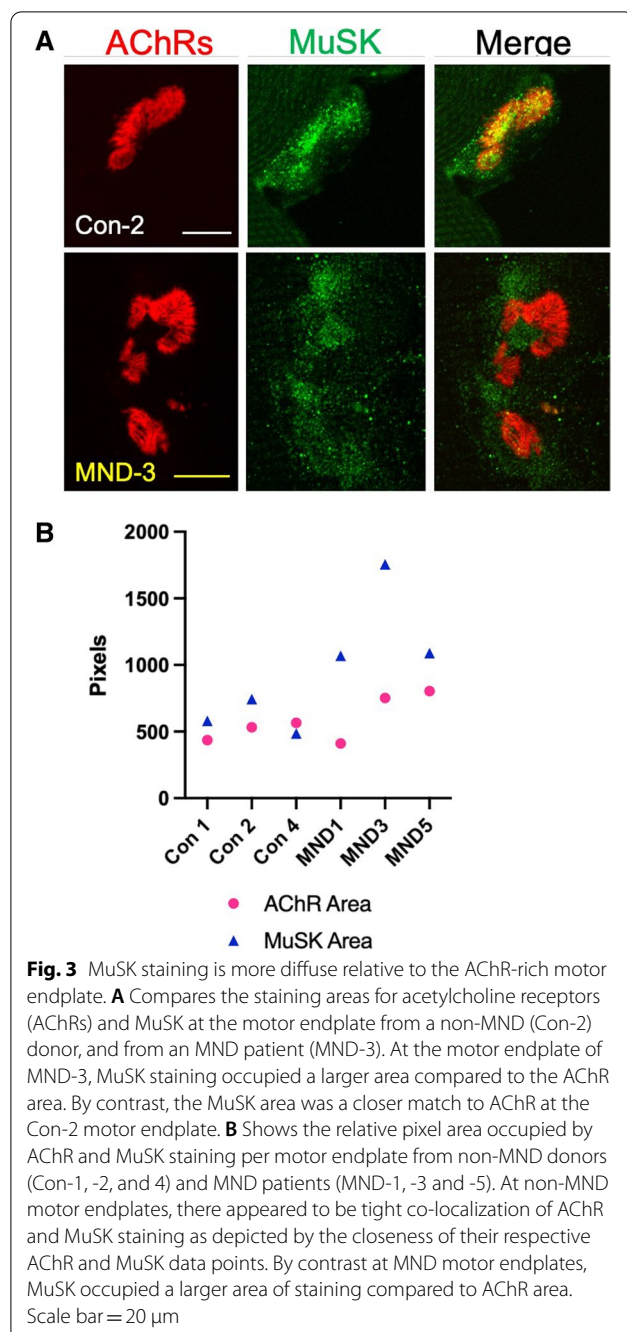 A AChRs MuSK Merge
Con-2
MND-3
B
2000
1500
1000
500
0
Pixels
Con 1 Con 2 Con 4 MND1 MND3 MND5
AChR Area
MuSK Area
Fig. 3 MuSK staining is more diffuse relative to the AChR-rich motor
endplate. A Compares the staining areas for acetylcholine receptors
(AChRs) and MuSK at the motor endplate from a non-MND (Con-2)
donor, and from an MND patient (MND-3). At the motor endplate of
MND-3, MuSK staining occupied a larger area compared to the AChR
area. By contrast, the MuSK area was a closer match to AChR at the
Con-2 motor endplate. B Shows the relative pixel area occupied by
AChR and MuSK staining per motor endplate from non-MND donors
(Con-1, -2, and 4) and MND patients (MND-1, -3 and -5). At non-MND
motor endplates, there appeared to be tight co-localization of AChR
and MuSK staining as depicted by the closeness of their respective
AChR and MuSK data points. By contrast at MND motor endplates,
MuSK occupied a larger area of staining compared to AChR area.
Scale bar = 20 μm